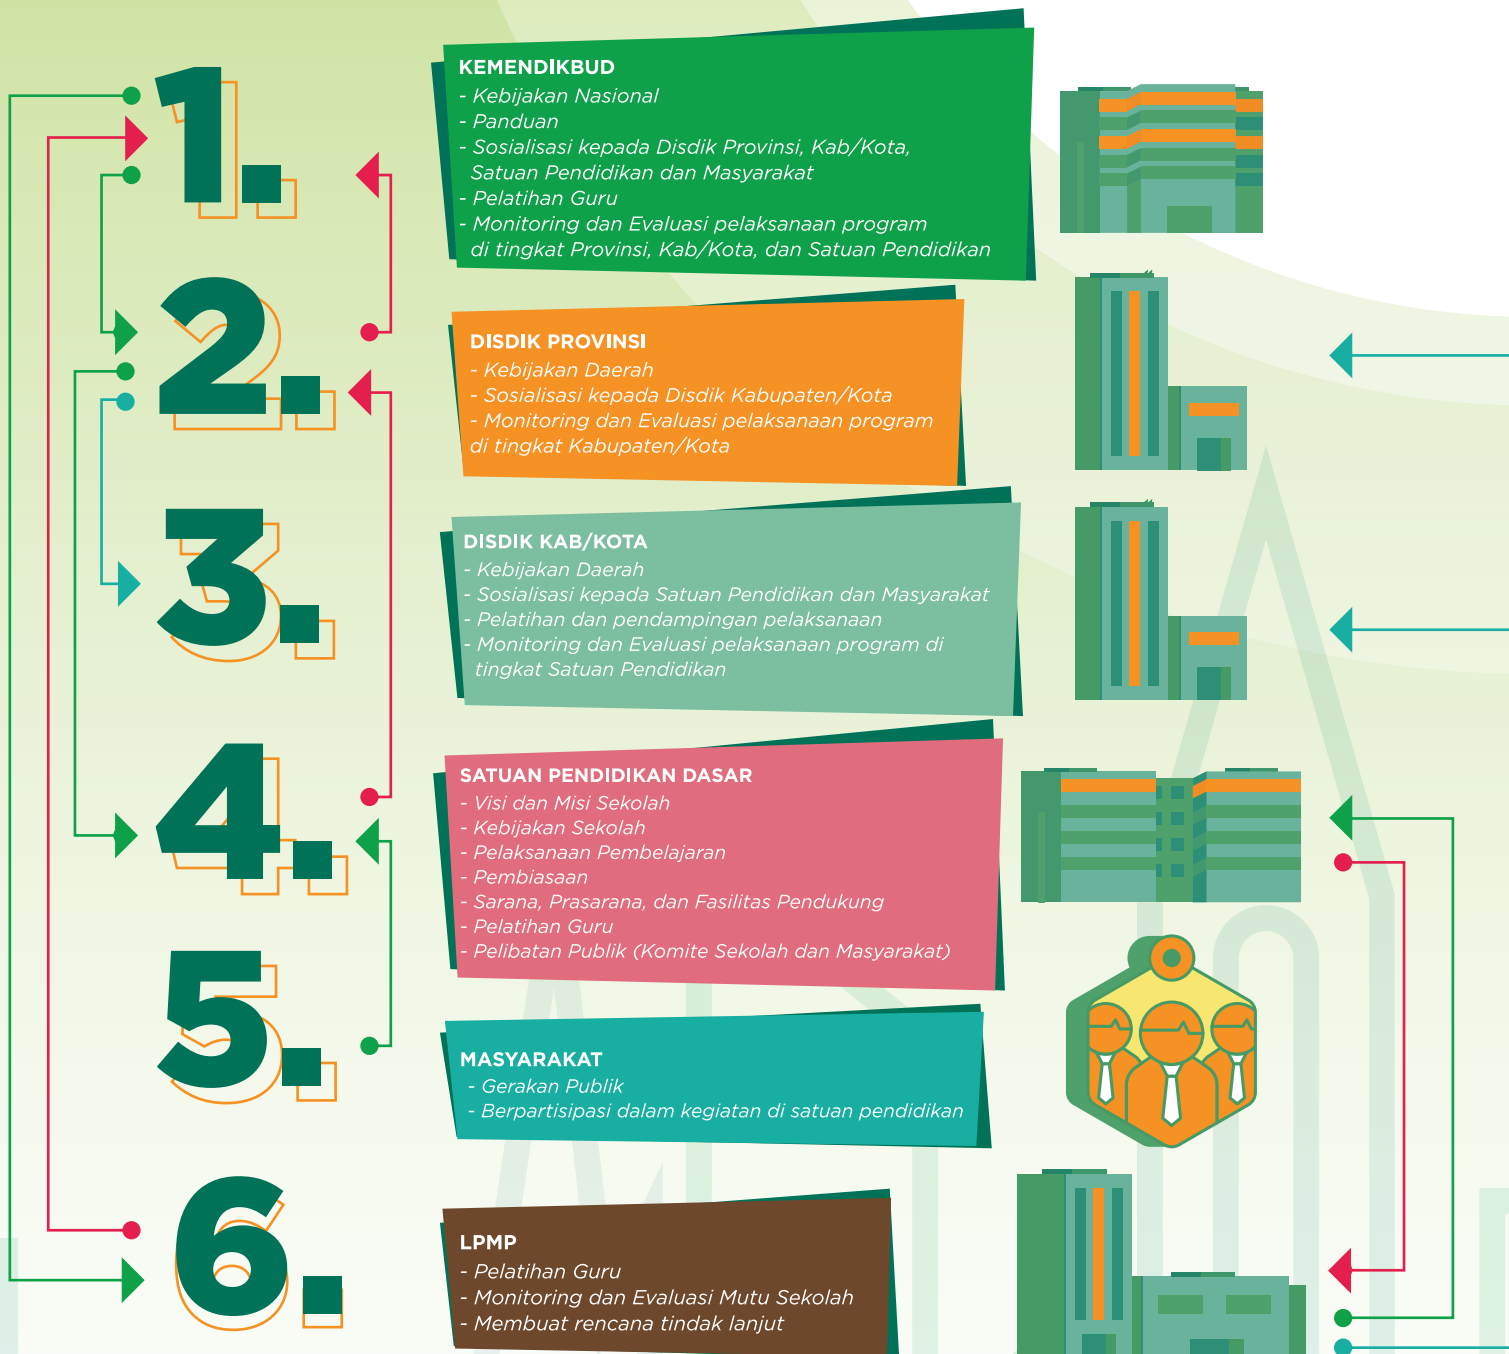 1.
KEMENDIKBUD
- Kebijakan Nasional
- Panduan
- Sosialisasi kepada Disdik Provinsi, Kab/Kota,
Satuan Pendidikan dan Masyarakat
- Pelatihan Guru
- Monitoring dan Evaluasi pelaksanaan program
di tingkat Provinsi, Kab/Kota, dan Satuan Pendidikan
2.
DISDIK PROVINSI
- Kebijakan Daerah
- Sosialisasi kepada Disdik Kabupaten/Kota
- Monitoring dan Evaluasi pelaksanaan program
di tingkat Kabupaten/Kota
3.
DISDIK KAB/KOTA
- Kebijakan Daerah
- Sosialisasi kepada Satuan Pendidikan dan Masyarakat
- Pelatihan dan pendampingan pelaksanaan
- Monitoring dan Evaluasi pelaksanaan program di
tingkat Satuan Pendidikan
4.
SATUAN PENDIDIKAN DASAR
- Visi dan Misi Sekolah
- Kebijakan Sekolah
- Pelaksanaan Pembelajaran
- Pembiasaan
- Sarana, Prasarana, dan Fasilitas Pendukung
- Pelatihan Guru
- Pelibatan Publik (Komite Sekolah dan Masyarakat)
5.
MASYARAKAT
- Gerakan Publik
- Berpartisipasi dalam kegiatan di satuan pendidikan
6.
LPMP
- Pelatihan Guru
- Monitoring dan Evaluasi Mutu Sekolah
- Membuat rencana tindak lanjut